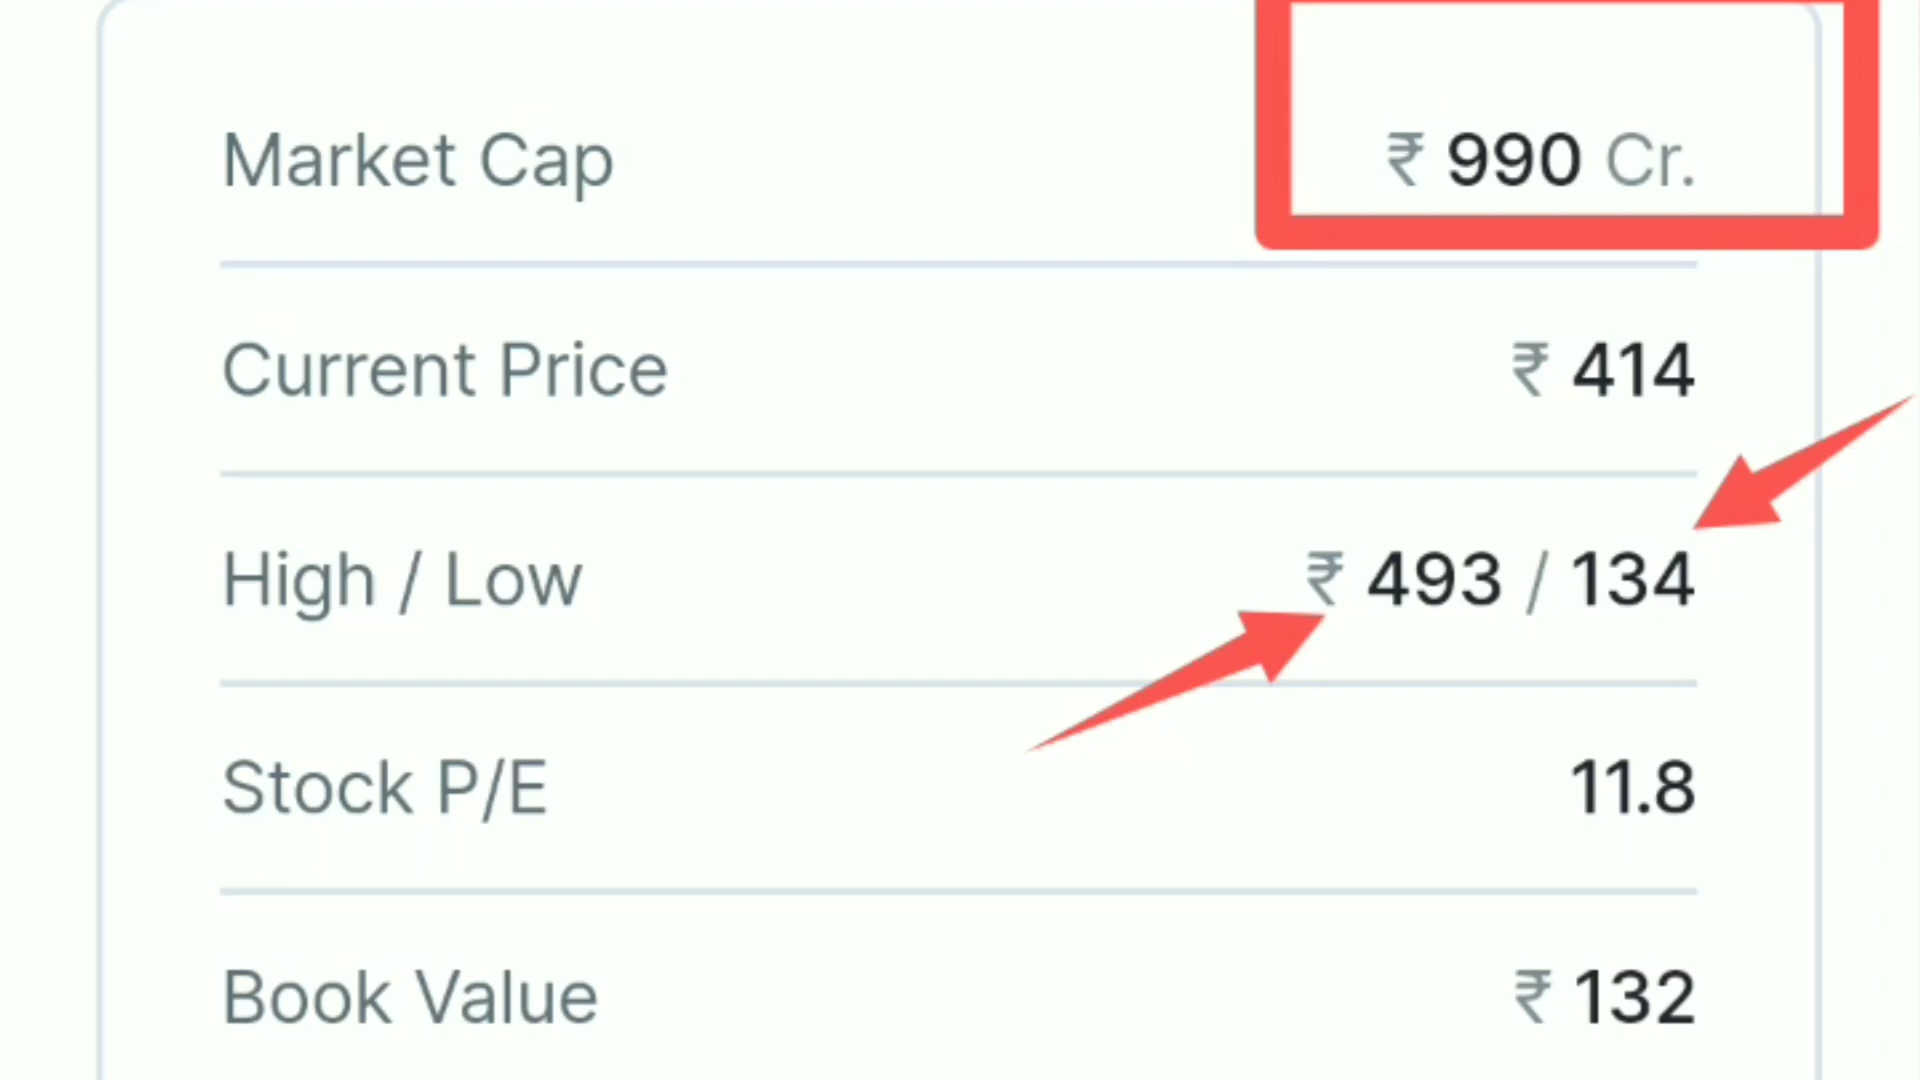 Market Cap ₹ 990 Cr.
Current Price ₹ 414
High / Low ₹ 493 / 134
Stock P/E 11.8
Book Value ₹ 132